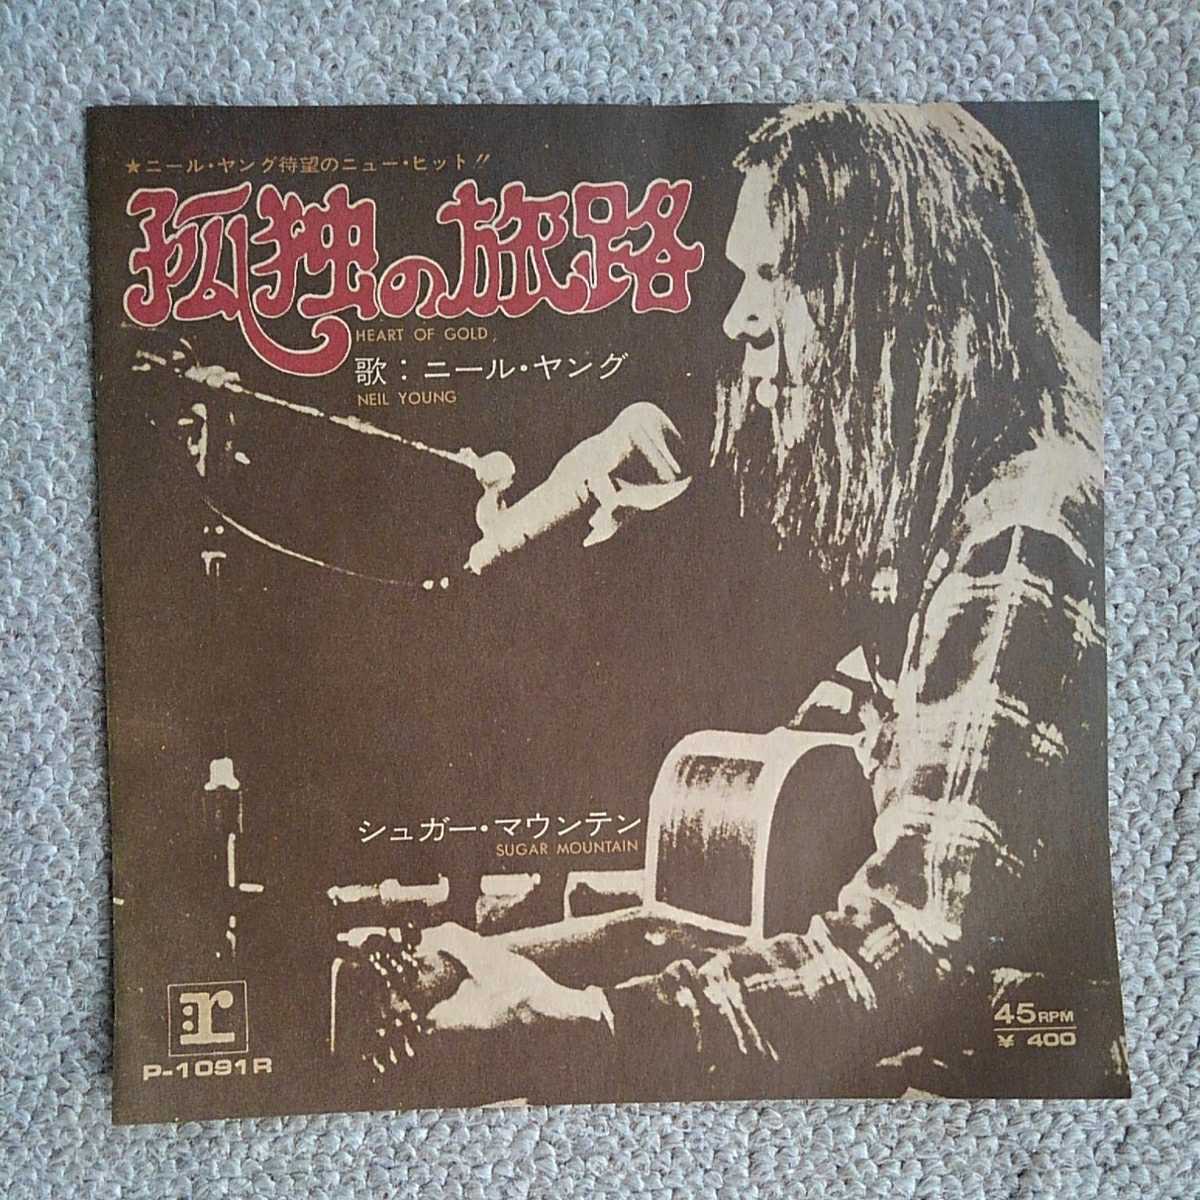 ★ニール・ヤング待望のニュー・ヒット!!
孤独の旅路
HEART OF GOLD,
歌：ニール・ヤング
NEIL YOUNG
シュガー・マウンテン
SUGAR MOUNTAIN
:r
P-1091R
45RPM
¥ 400